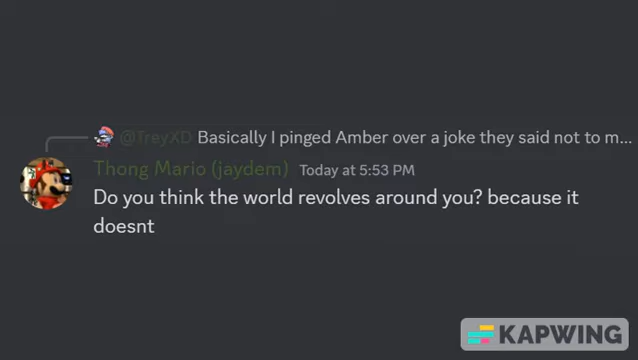 @TreyXD Basically I pinged Amber over a joke they said not to m...
Thong Mario (jaydem) Today at 5:53 PM
Do you think the world revolves around you? because it
doesnt
KAPWING